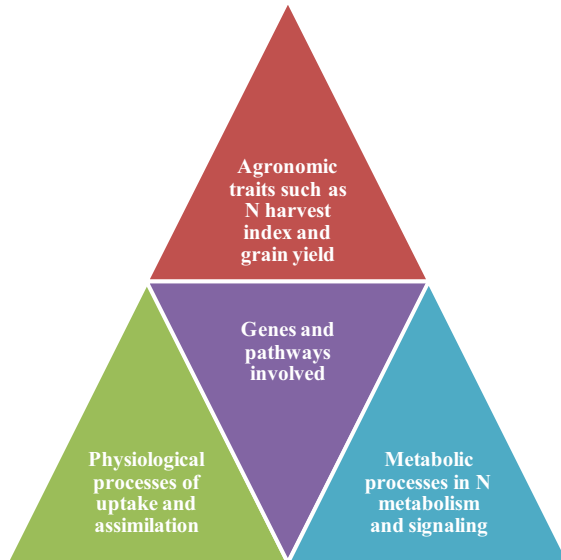 Agronomic
traits such as
N harvest
index and
grain yield
Genes and
pathways
involved
Physiological
processes of
uptake and
assimilation
Metabolic
processes in N
metabolism
and signaling